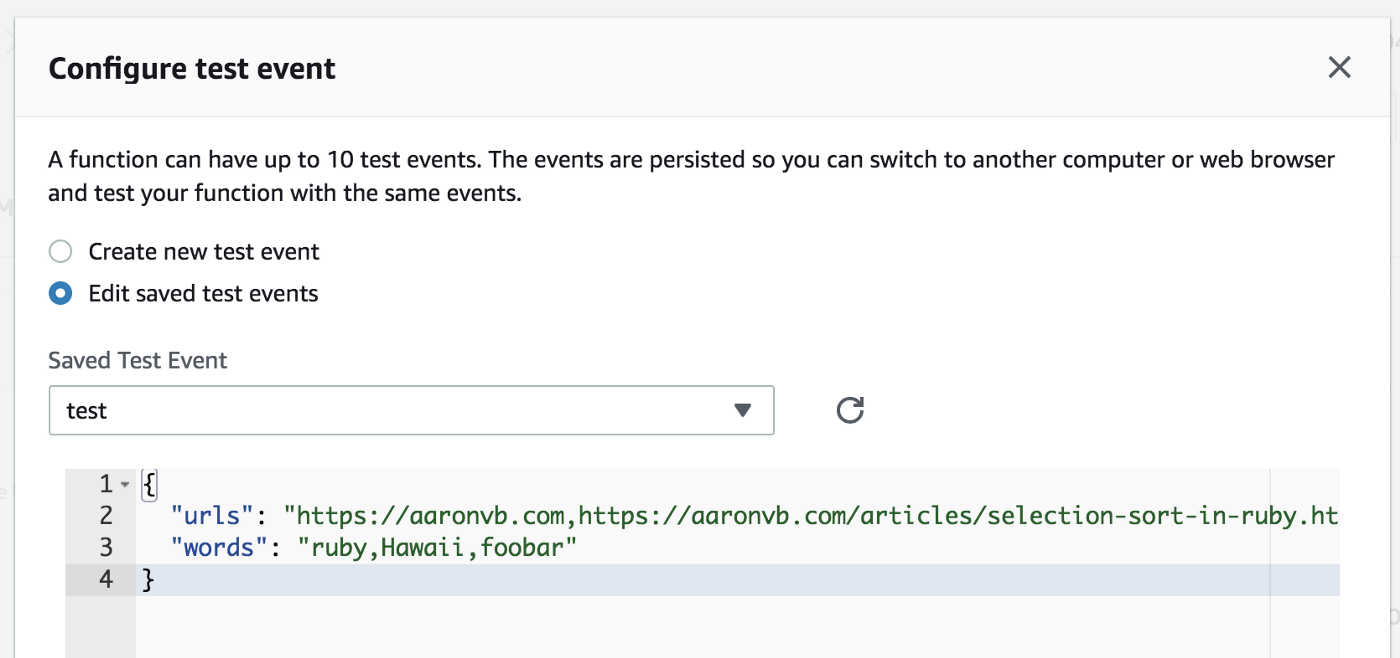 Configure test event
A function can have up to 10 test events. The events are persisted so you can switch to another computer or web browser
and test your function with the same events.
Create new test event
Edit saved test events
Saved Test Event
test
1 {
2 "urls": "https://aaronvb.com,https://aaronvb.com/articles/selection-sort-in-ruby.ht
3 "words": "ruby,Hawaii,foobar"
4 }